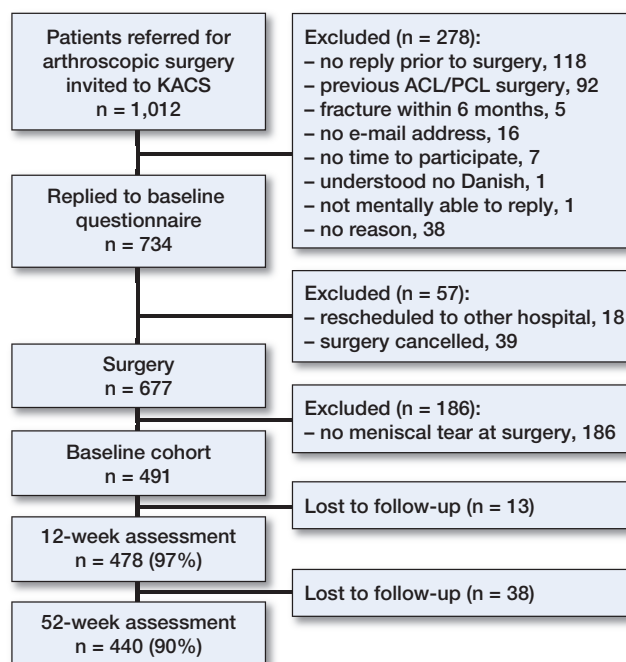 Patients referred for
arthroscopic surgery
invited to KACS
n = 1,012
Excluded (n = 278):
– no reply prior to surgery, 118
– previous ACL/PCL surgery, 92
– fracture within 6 months, 5
– no e-mail address, 16
– no time to participate, 7
– understood no Danish, 1
– not mentally able to reply, 1
– no reason, 38
Replied to baseline
questionnaire
n = 734
Excluded (n = 57):
– rescheduled to other hospital, 18
– surgery cancelled, 39
Surgery
n = 677
Excluded (n = 186):
– no meniscal tear at surgery, 186
Baseline cohort
n = 491
Lost to follow-up (n = 13)
12-week assessment
n = 478 (97%)
Lost to follow-up (n = 38)
52-week assessment
n = 440 (90%)